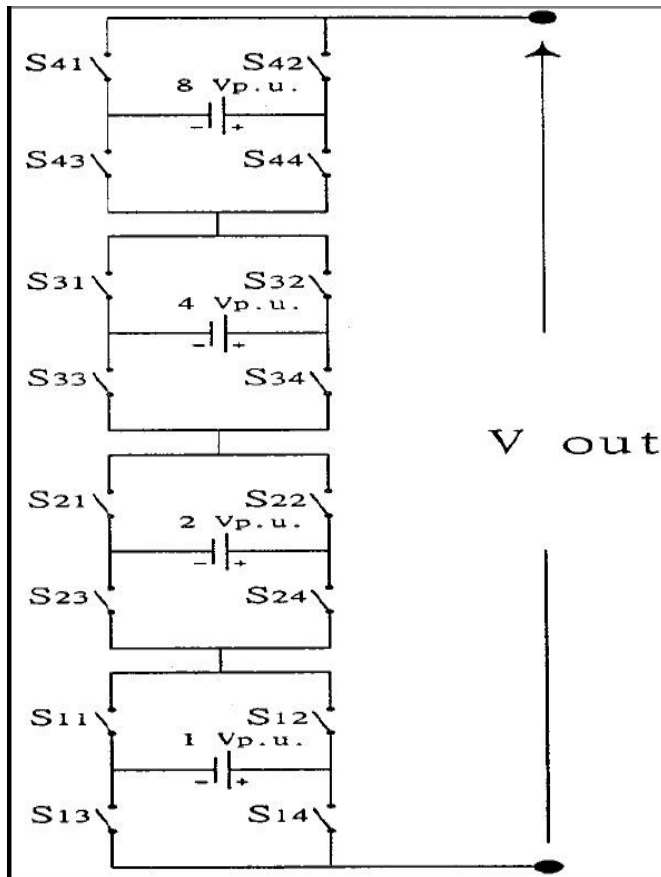 S41 S42
8 Vp.u.
- +
S43 S44
S31 S32
4 Vp.u.
- +
S33 S34
V out
S21 S22
2 Vp.u.
- +
S23 S24
S11 S12
1 Vp.u.
- +
S13 S14